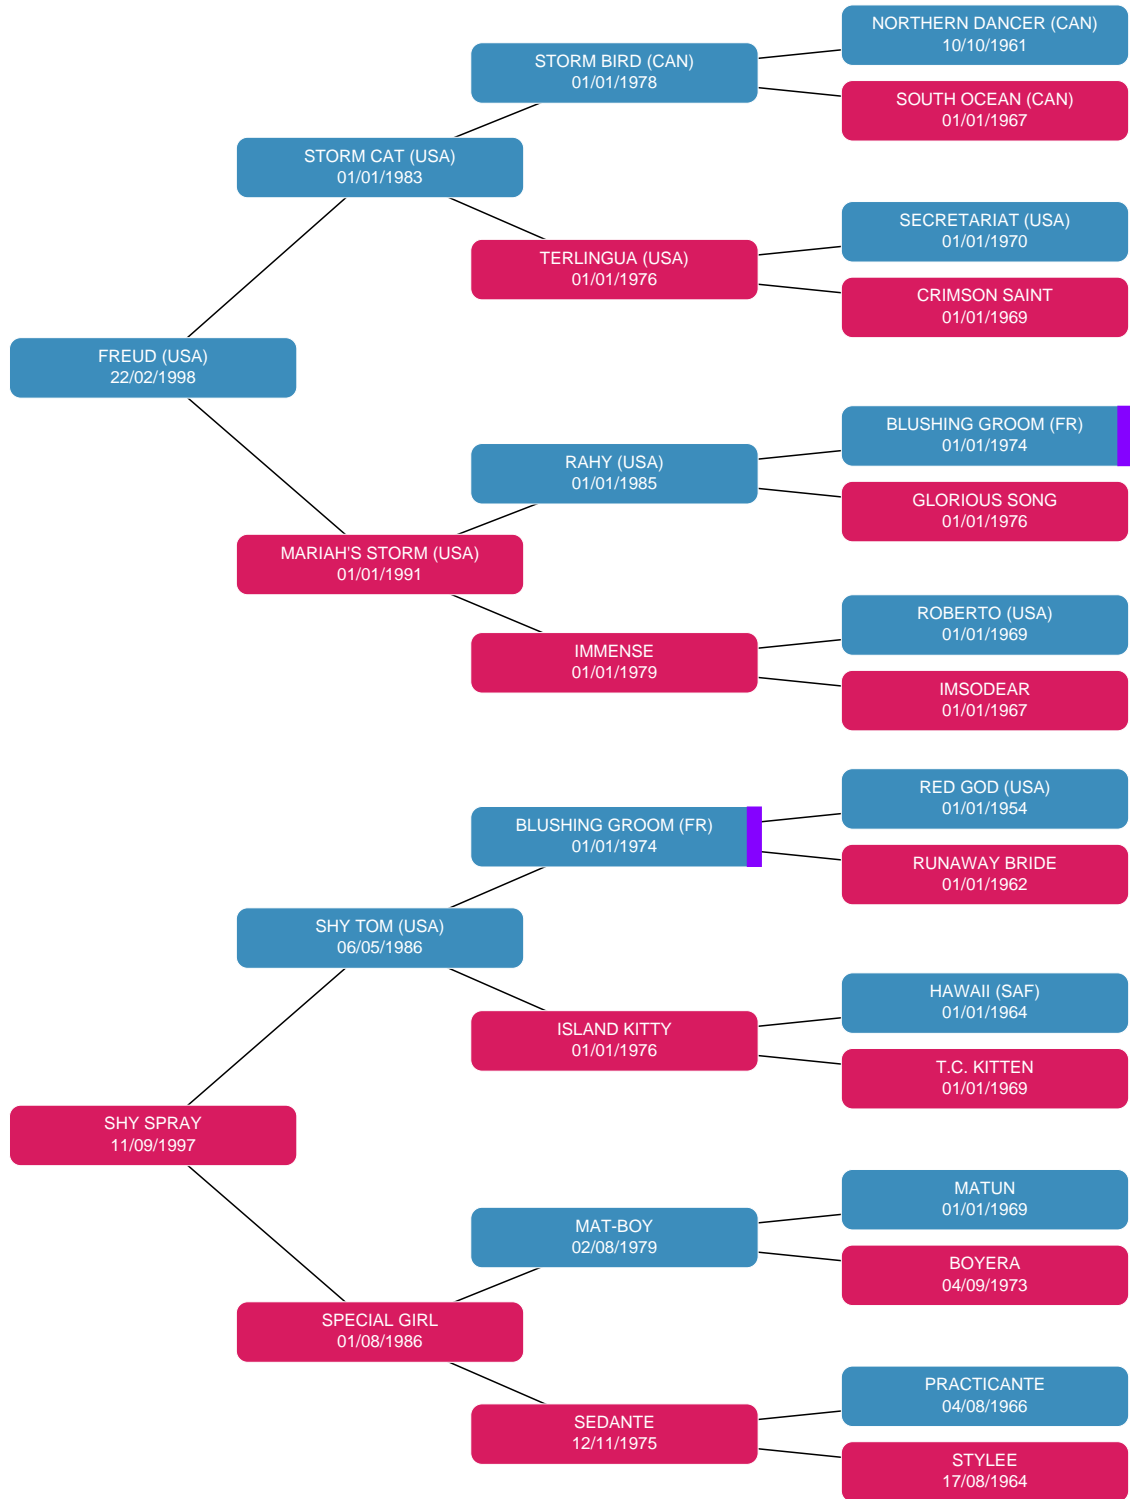 NORTHERN DANCER (CAN)
10/10/1961
STORM BIRD (CAN)
01/01/1978
SOUTH OCEAN (CAN)
01/01/1967
STORM CAT (USA)
01/01/1983
SECRETARIAT (USA)
01/01/1970
TERLINGUA (USA)
01/01/1976
CRIMSON SAINT
01/01/1969
FREUD (USA)
22/02/1998
BLUSHING GROOM (FR)
01/01/1974
RAHY (USA)
01/01/1985
GLORIOUS SONG
01/01/1976
MARIAH'S STORM (USA)
01/01/1991
ROBERTO (USA)
01/01/1969
IMMENSE
01/01/1979
IMSODEAR
01/01/1967
RED GOD (USA)
01/01/1954
BLUSHING GROOM (FR)
01/01/1974
RUNAWAY BRIDE
01/01/1962
SHY TOM (USA)
06/05/1986
HAWAII (SAF)
01/01/1964
ISLAND KITTY
01/01/1976
T.C. KITTEN
01/01/1969
SHY SPRAY
11/09/1997
MATUN
01/01/1969
MAT-BOY
02/08/1979
BOYERA
04/09/1973
SPECIAL GIRL
01/08/1986
PRACTICANTE
04/08/1966
SEDANTE
12/11/1975
STYLEE
17/08/1964